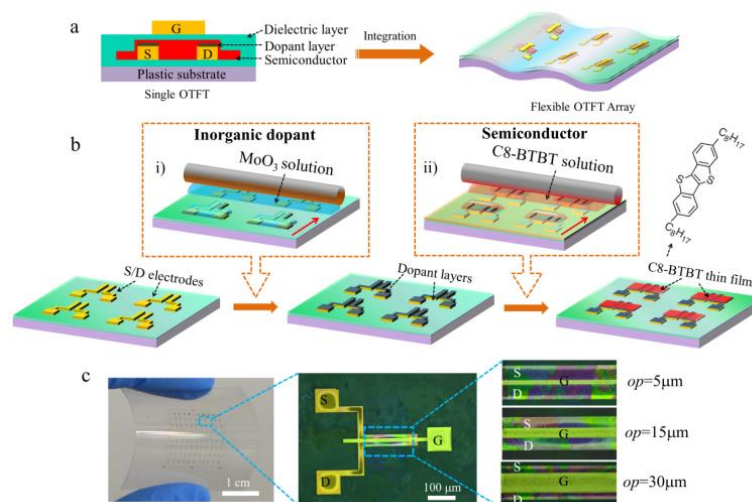 a
G
Dielectric layer
Dopant layer
Semiconductor
S
D
Plastic substrate
Single OTFT
Integration
Flexible OTFT Array
b
Inorganic dopant
i)
MoO₃ solution
Semiconductor
ii)
C8-BTBT solution
C₈H₁₇
S
S
C₈H₁₇
S/D electrodes
Dopant layers
C8-BTBT thin film
c
1 cm
S
G
D
100 μm
S
G
D
op=5μm
S
G
D
op=15μm
S
G
D
op=30μm